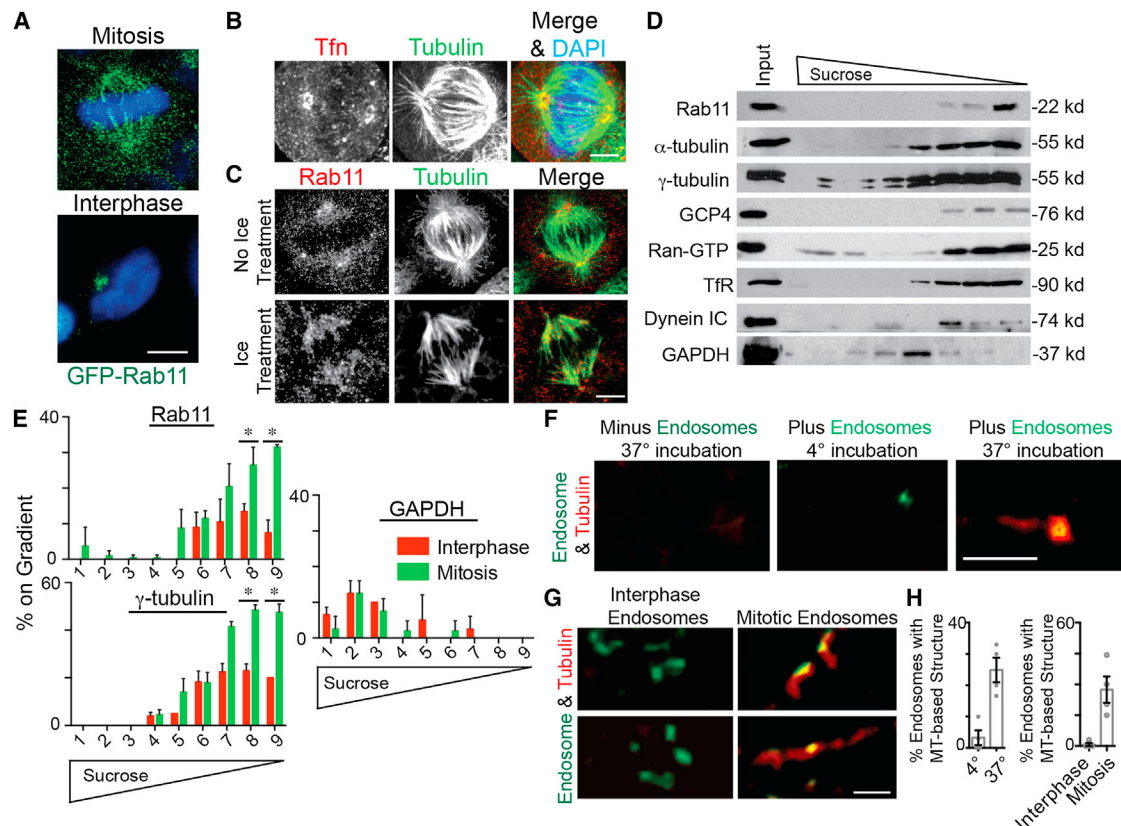 A
Mitosis
Interphase
GFP-Rab11
B
Tfn
Tubulin
Merge
& DAPI
C
Rab11
Tubulin
Merge
No Ice
Treatment
Ice
Treatment
D
Input
Sucrose
Rab11
-22 kd
α-tubulin
-55 kd
γ-tubulin
-55 kd
GCP4
-76 kd
Ran-GTP
-25 kd
TfR
-90 kd
Dynein IC
-74 kd
GAPDH
-37 kd
E
% on Gradient
Rab11
40
0
* *
1 2 3 4 5 6 7 8 9
γ-tubulin
60
0
* *
1 2 3 4 5 6 7 8 9
Sucrose
GAPDH
40
0
Interphase
Mitosis
1 2 3 4 5 6 7 8 9
Sucrose
F
Endosome
& Tubulin
Minus Endosomes
37° incubation
Plus Endosomes
4° incubation
Plus Endosomes
37° incubation
G
Endosome & Tubulin
Interphase
Endosomes
Mitotic Endosomes
H
% Endosomes with
MT-based Structure
40
0
4° 37°
% Endosomes with
MT-based Structure
60
0
Interphase
Mitosis